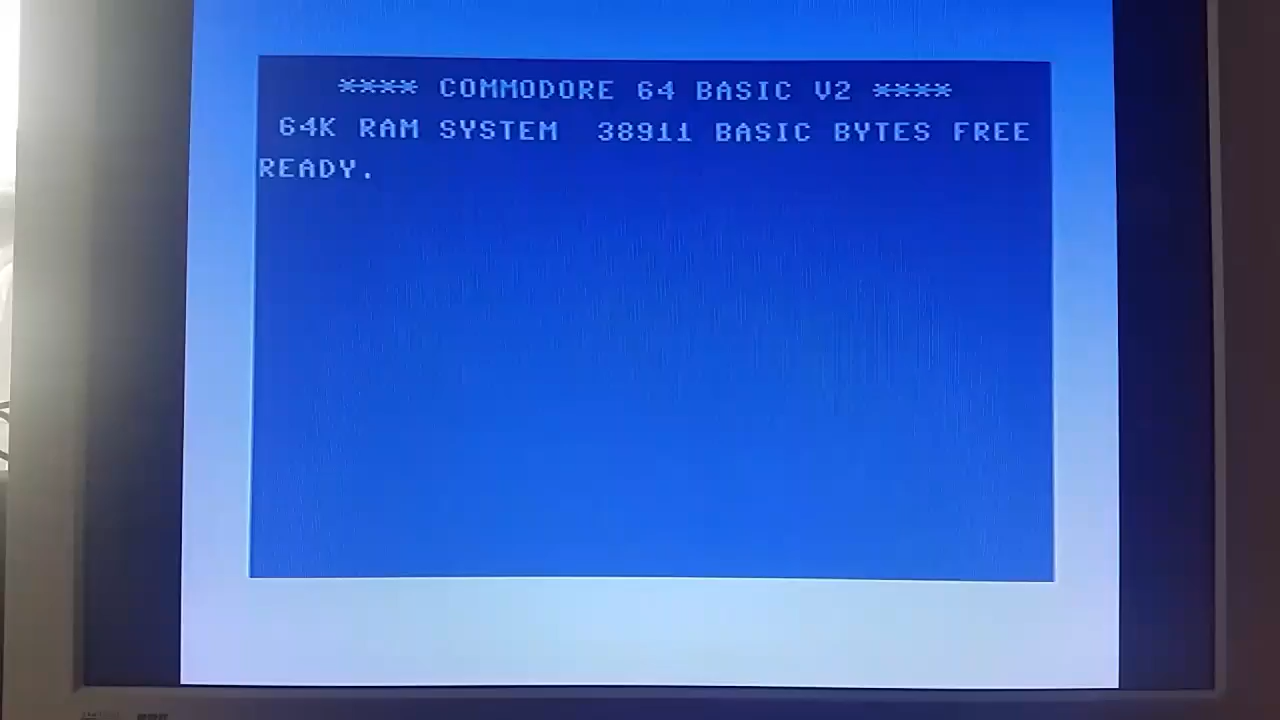 **** COMMODORE 64 BASIC V2 ****
64K RAM SYSTEM  38911 BASIC BYTES FREE
READY.